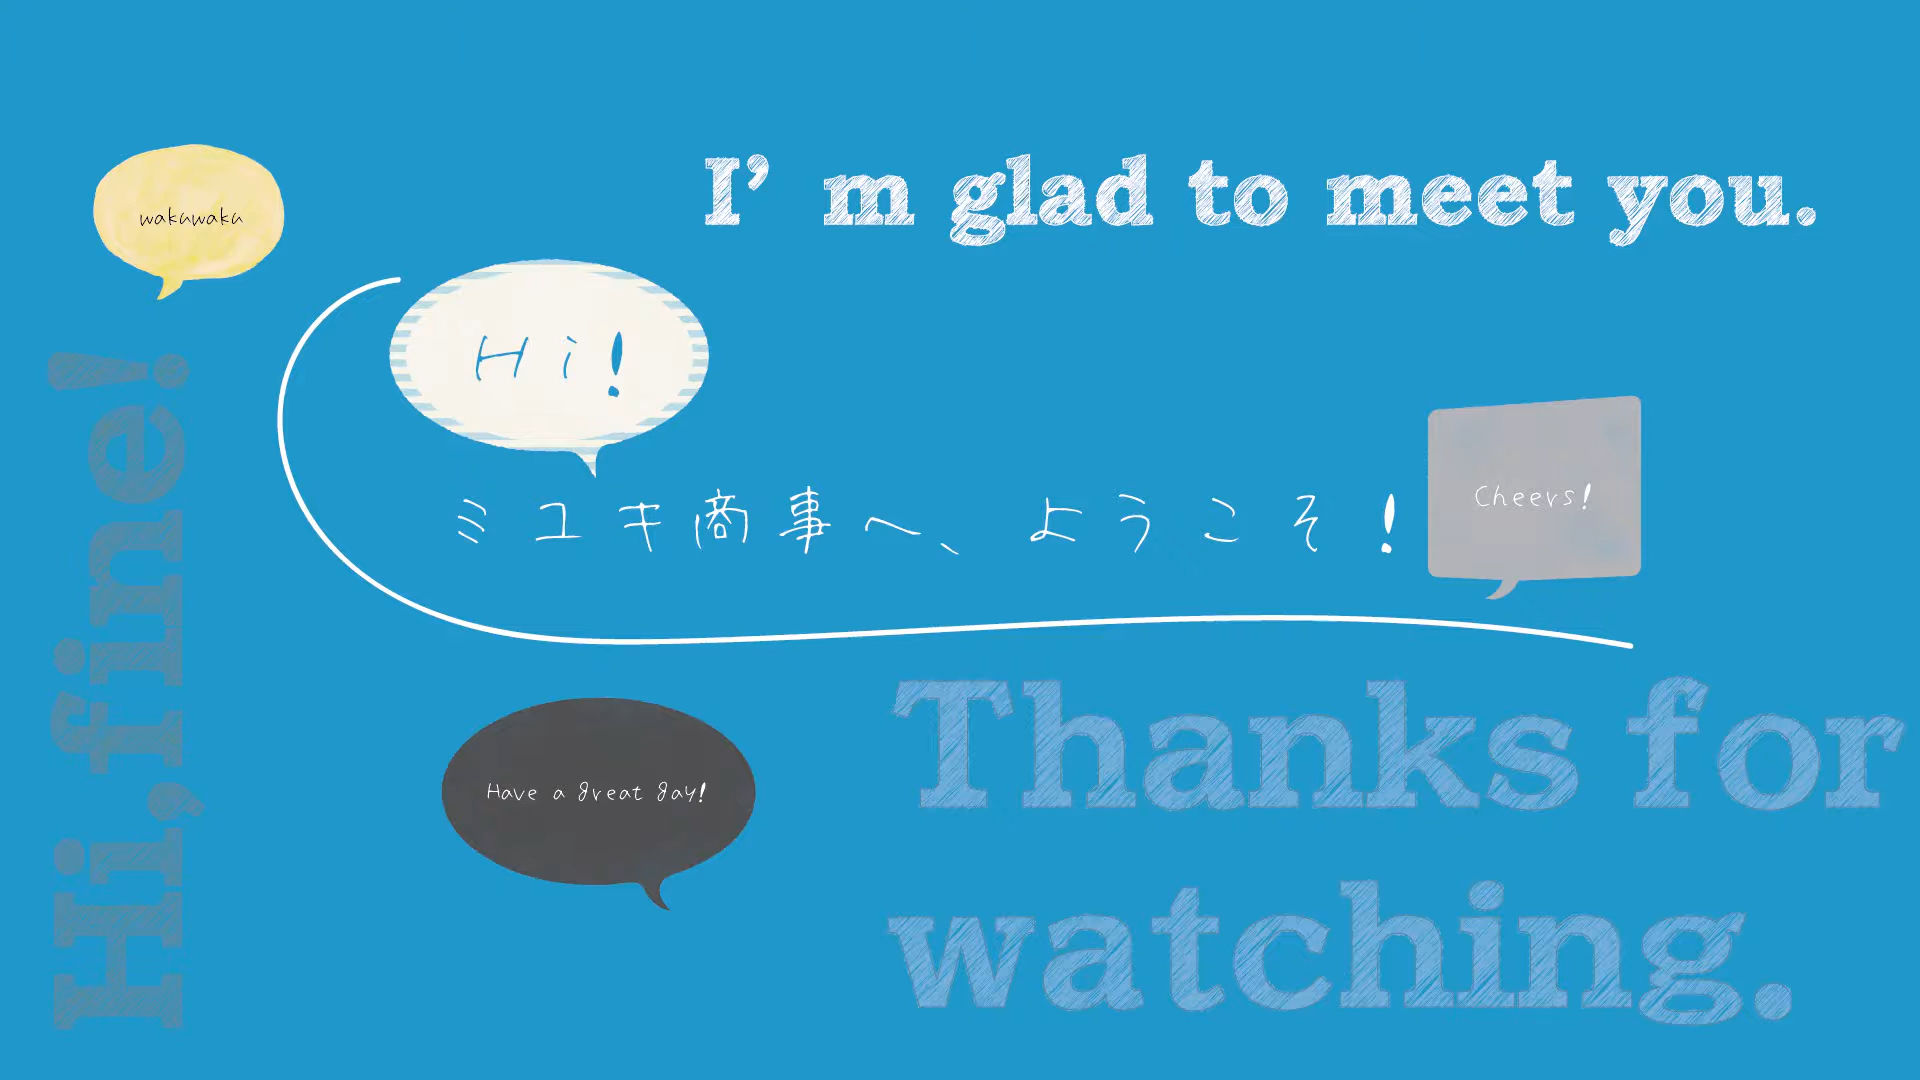 I’m glad to meet you.
wakuwaku
Hi!
Hi,fine!
ミユキ商事へ、ようこそ!
Cheers!
Have a great day!
Thanks for
watching.